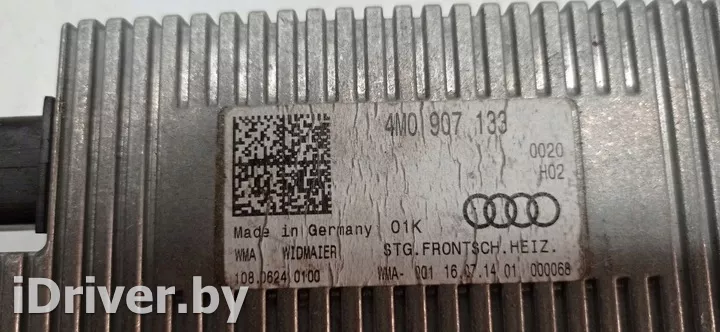 4M0 907 133
0020
H02
Made in Germany 01K
WMA WIDMAIER STG.FRONTSCH.HEIZ.
108.0624.0100 WMA- 001 16.07.14 01 000068
iDriver.by